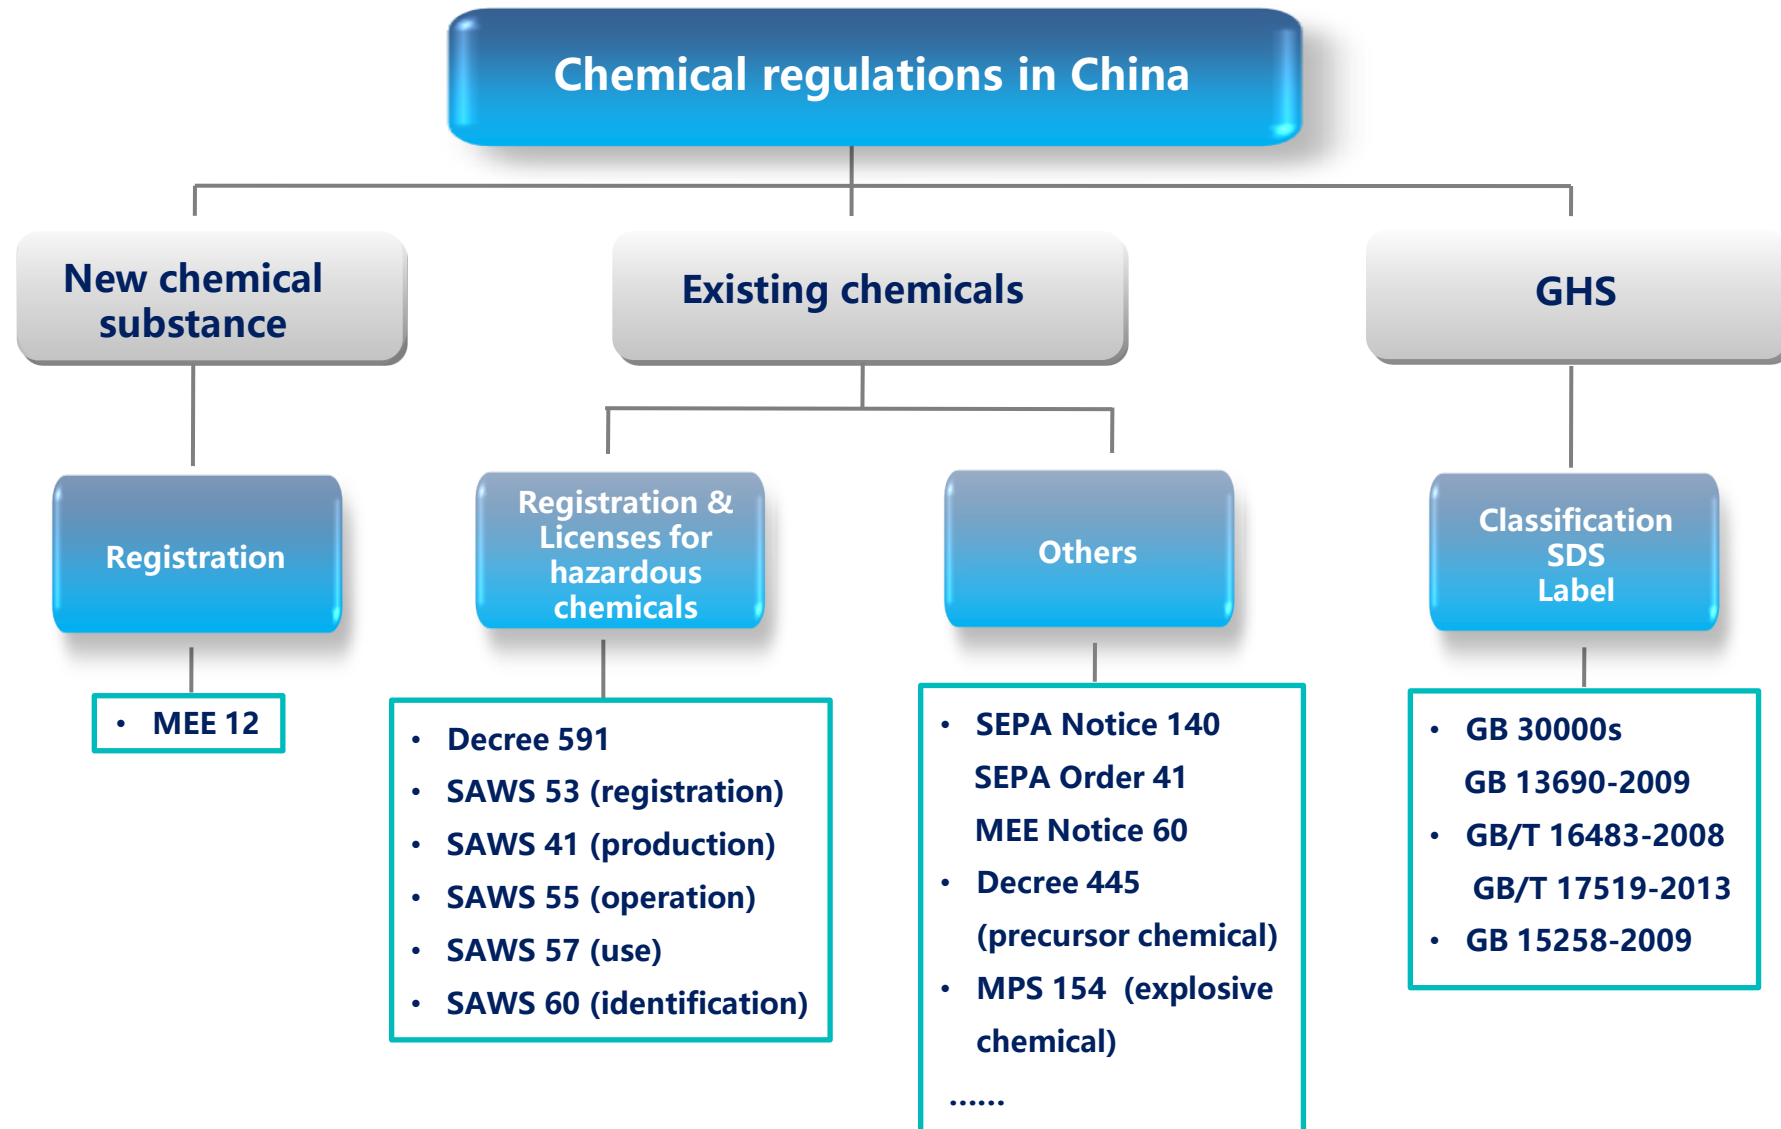 Chemical regulations in China
New chemical
substance
Existing chemicals
GHS
Registration
Registration &
Licenses for
hazardous
chemicals
Others
Classification
SDS
Label
• MEE 12
• Decree 591
• SAWS 53 (registration)
• SAWS 41 (production)
• SAWS 55 (operation)
• SAWS 57 (use)
• SAWS 60 (identification)
• SEPA Notice 140
SEPA Order 41
MEE Notice 60
• Decree 445
(precursor chemical)
• MPS 154 (explosive
chemical)
……
• GB 30000s
GB 13690-2009
• GB/T 16483-2008
GB/T 17519-2013
• GB 15258-2009